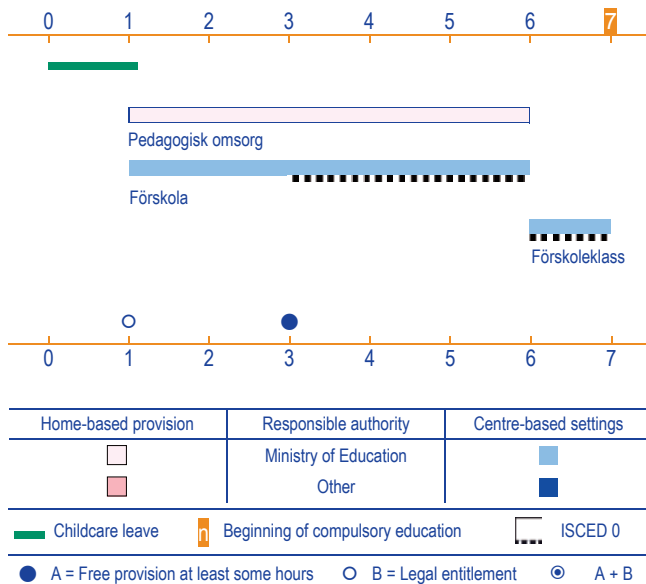 0 1 2 3 4 5 6 7
Pedagogisk omsorg
Förskola
Förskoleklass
0 1 2 3 4 5 6 7
Home-based provision Responsible authority Centre-based settings
Ministry of Education
Other
Childcare leave n Beginning of compulsory education ISCED 0
A = Free provision at least some hours B = Legal entitlement A + B